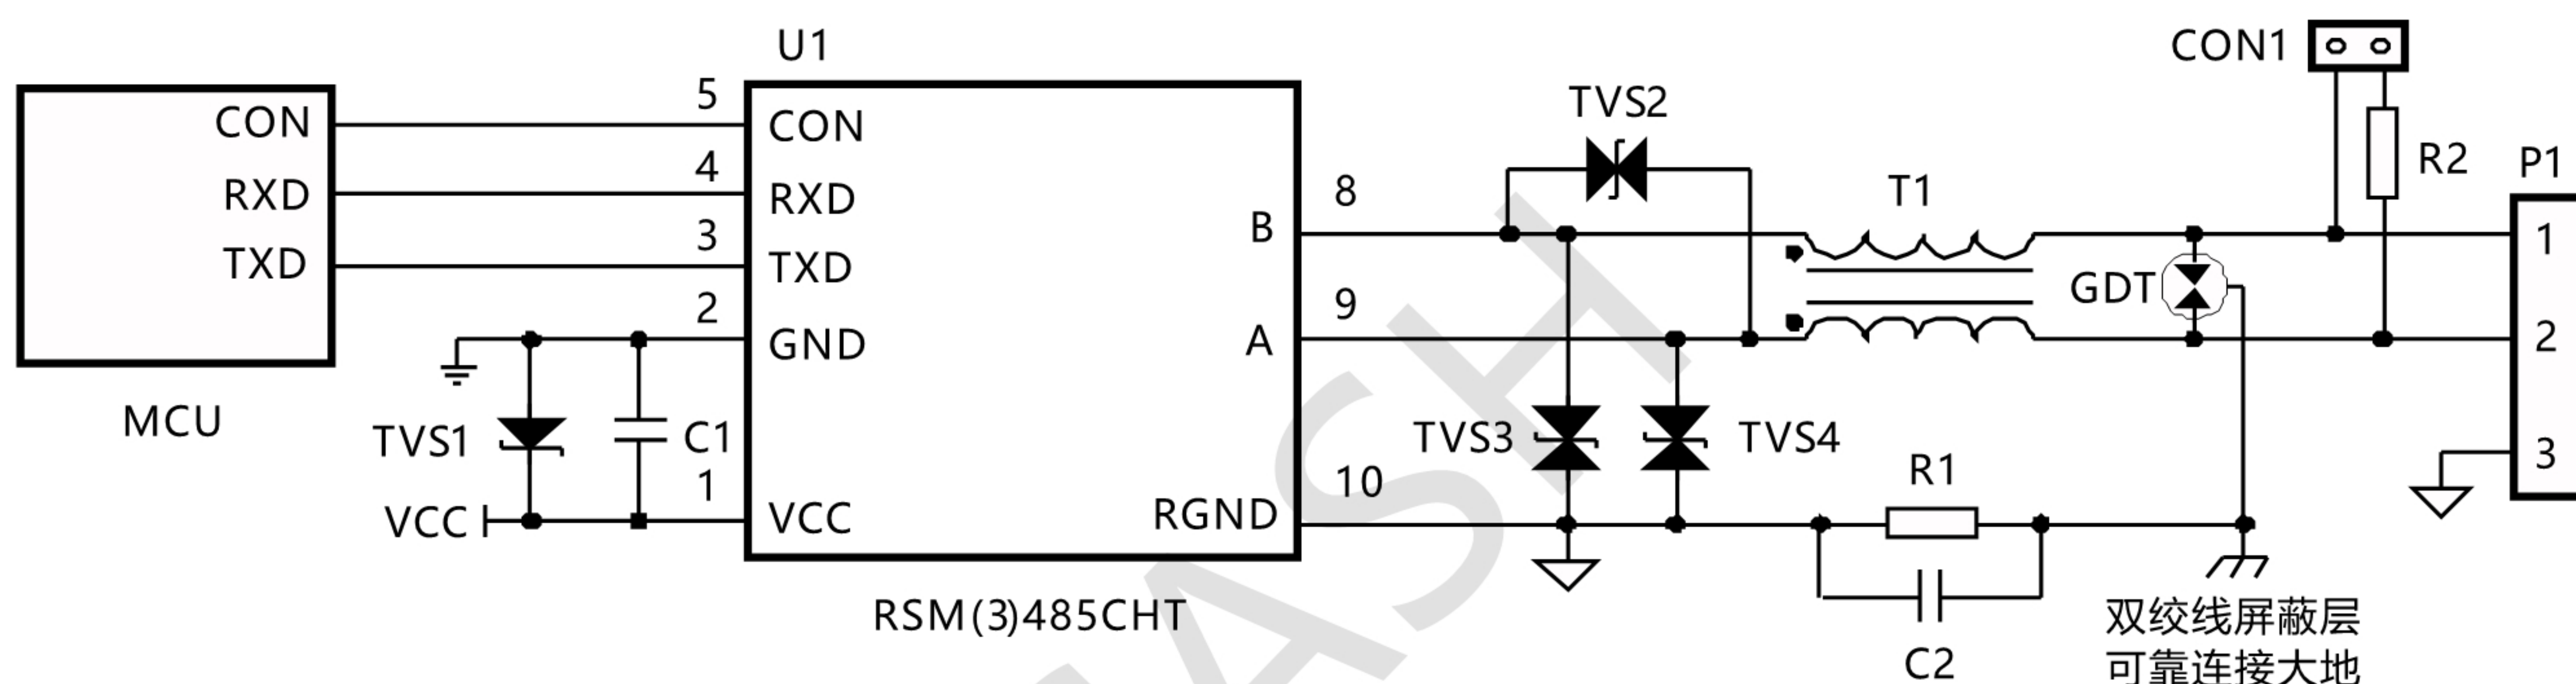 U1
CON1
TVS2
MCU
CON
RXD
TXD
5
4
3
2
1
CON
RXD
TXD
GND
VCC
B
A
RGND
8
9
10
T1
GDT
R2
P1
1
2
3
TVS1
C1
VCC
TVS3
TVS4
R1
C2
RSM(3)485CHT
双绞线屏蔽层
可靠连接大地
ASH